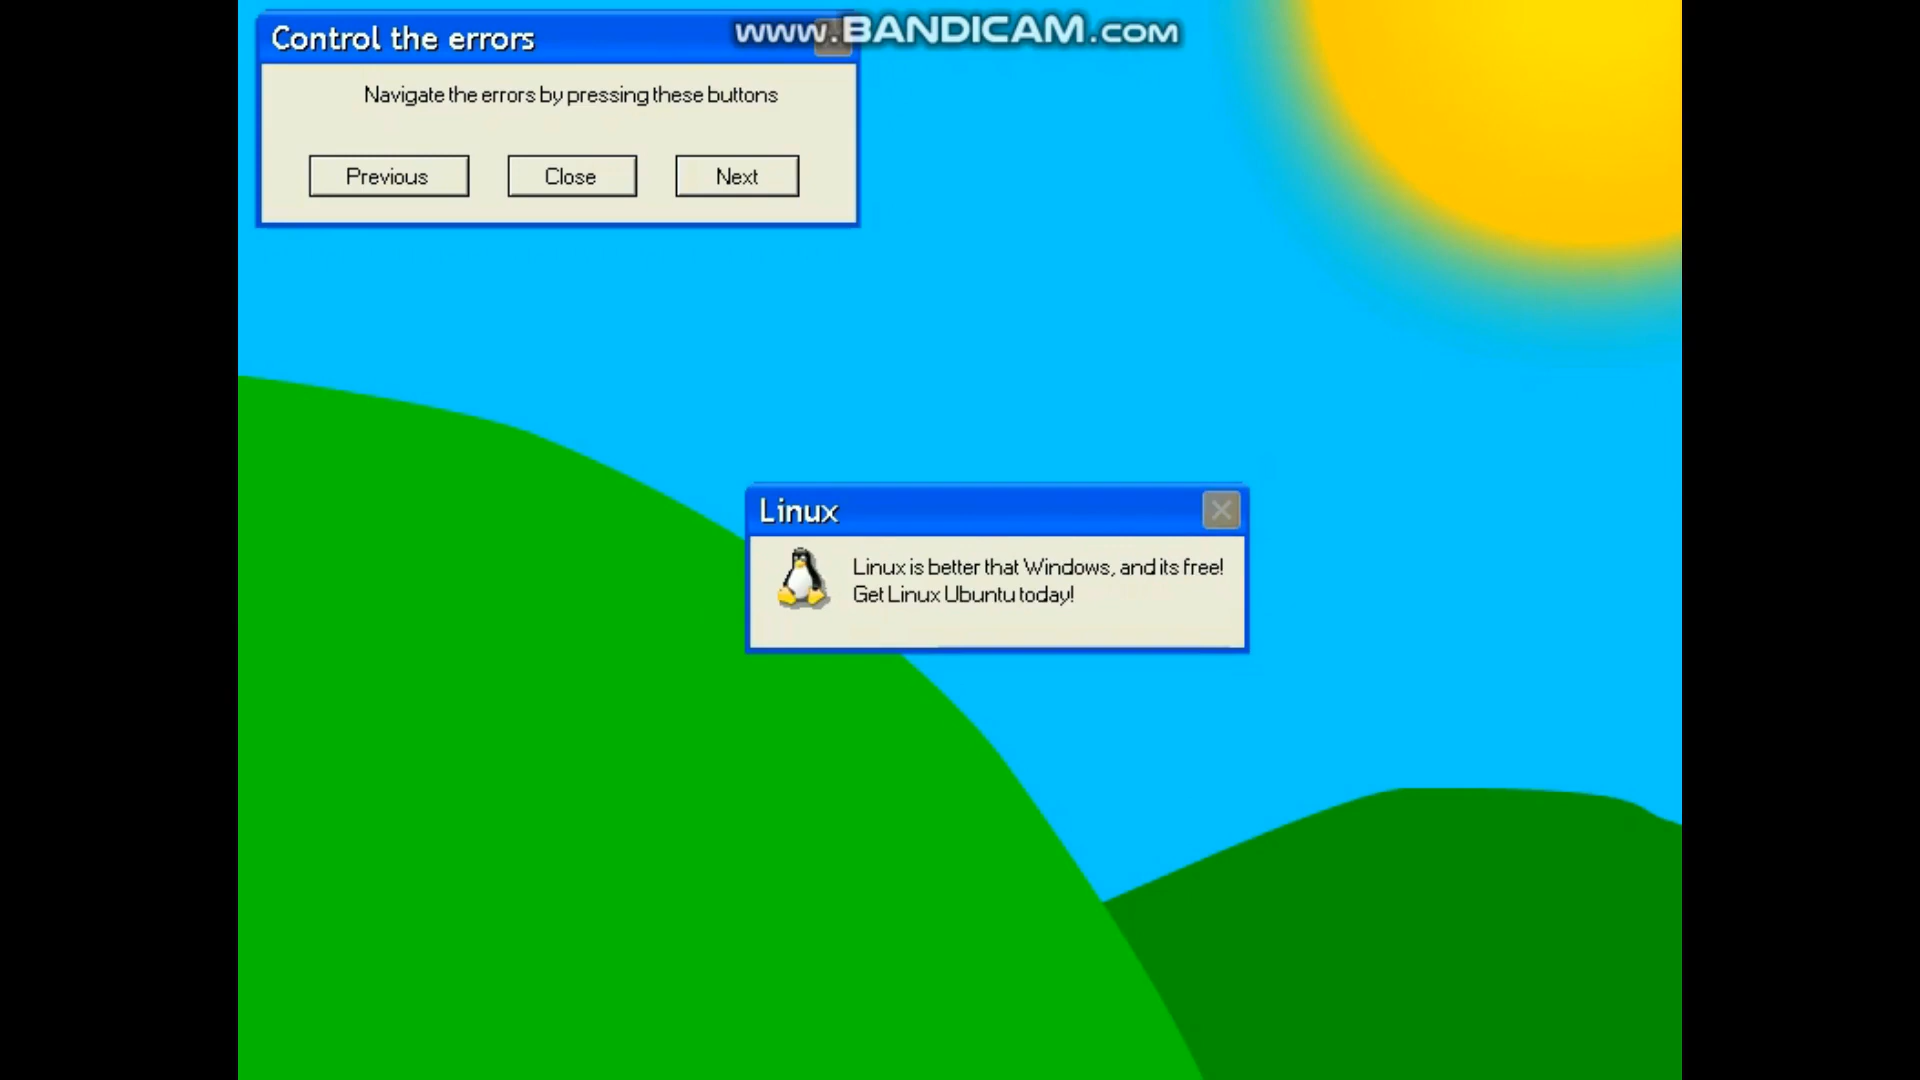 www.BANDICAM.com
Control the errors
Navigate the errors by pressing these buttons
Previous Close Next
Linux
Linux is better that Windows, and its free!
Get Linux Ubuntu today!